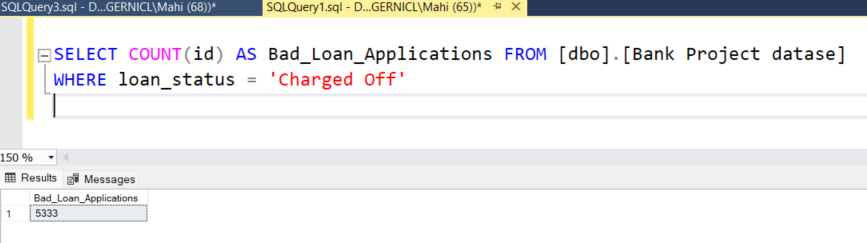 SQLQuery3.sql - D...GERNICL\Mahi (68))* SQLQuery1.sql - D...GERNICL\Mahi (65))*
SELECT COUNT(id) AS Bad_Loan_Applications FROM [dbo].[Bank Project datase]
WHERE loan_status = 'Charged Off'
150 %
Results Messages
Bad_Loan_Applications
1 5333